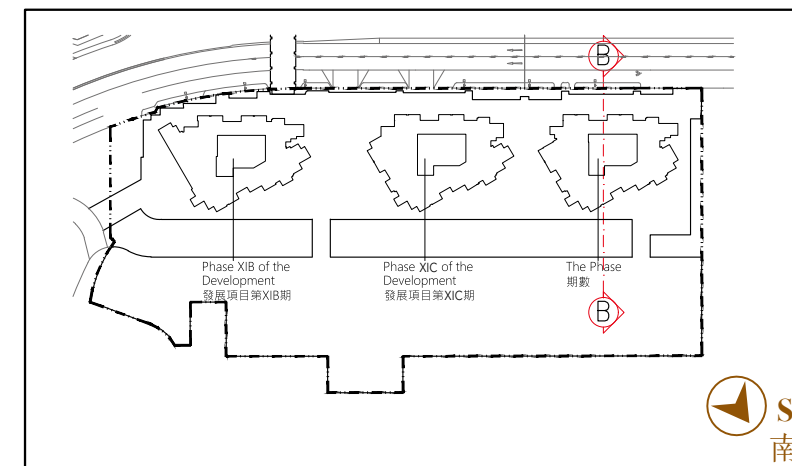 B
Phase XIB of the
Development
發展項目第XIB期
Phase XIC of the
Development
發展項目第XIC期
The Phase
期數
B
S
南